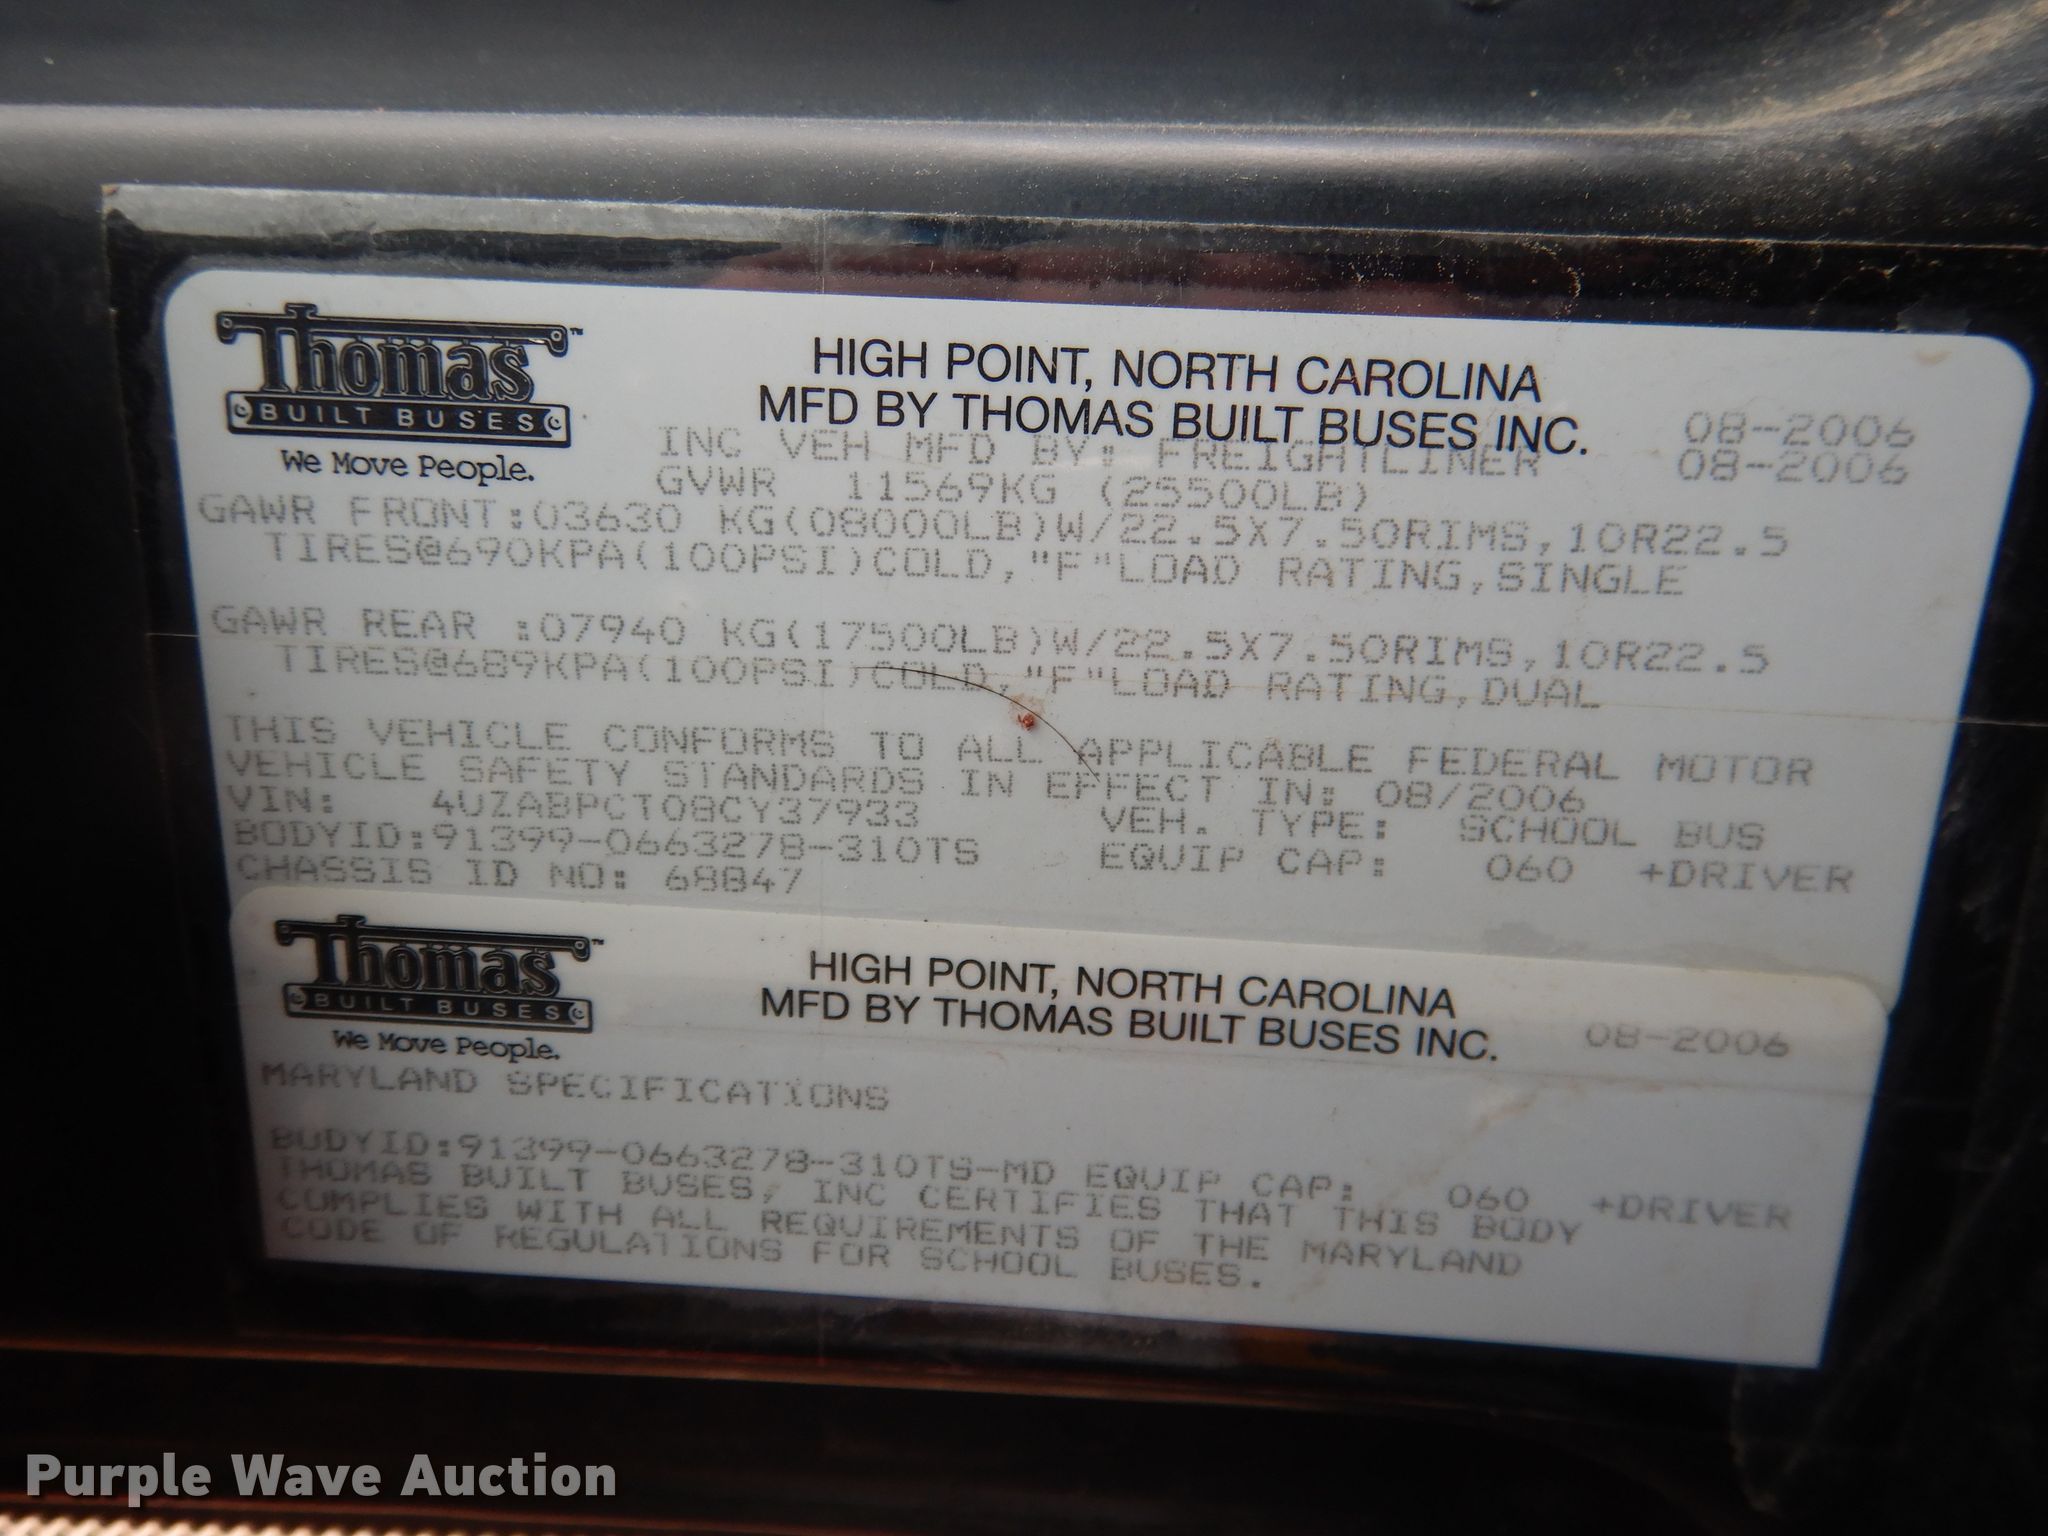 Thomas™
BUILT BUSES
We Move People.
HIGH POINT, NORTH CAROLINA
MFD BY THOMAS BUILT BUSES INC. 08-2006
INC VEH MFD BY: FREIGHTLINER 08-2006
GVWR 11569KG (25500LB)
GAWR FRONT:03630 KG(08000LB)W/22.5X7.50RIMS,10R22.5
TIRES@690KPA(100PSI)COLD,"F"LOAD RATING,SINGLE
GAWR REAR :07940 KG(17500LB)W/22.5X7.50RIMS,10R22.5
TIRES@689KPA(100PSI)COLD,"F"LOAD RATING,DUAL
THIS VEHICLE CONFORMS TO ALL APPLICABLE FEDERAL MOTOR
VEHICLE SAFETY STANDARDS IN EFFECT IN: 08/2006
VIN: 4UZABPCT08CY37933 VEH. TYPE: SCHOOL BUS
BODYID:91399-0663278-310TS EQUIP CAP: 060 +DRIVER
CHASSIS ID NO: 68847
Thomas™
BUILT BUSES
We Move People.
HIGH POINT, NORTH CAROLINA
MFD BY THOMAS BUILT BUSES INC. 08-2006
MARYLAND SPECIFICATIONS
BODYID:91399-0663278-310TS-MD EQUIP CAP: 060 +DRIVER
THOMAS BUILT BUSES, INC CERTIFIES THAT THIS BODY
COMPLIES WITH ALL REQUIREMENTS OF THE MARYLAND
CODE OF REGULATIONS FOR SCHOOL BUSES.
Purple Wave Auction